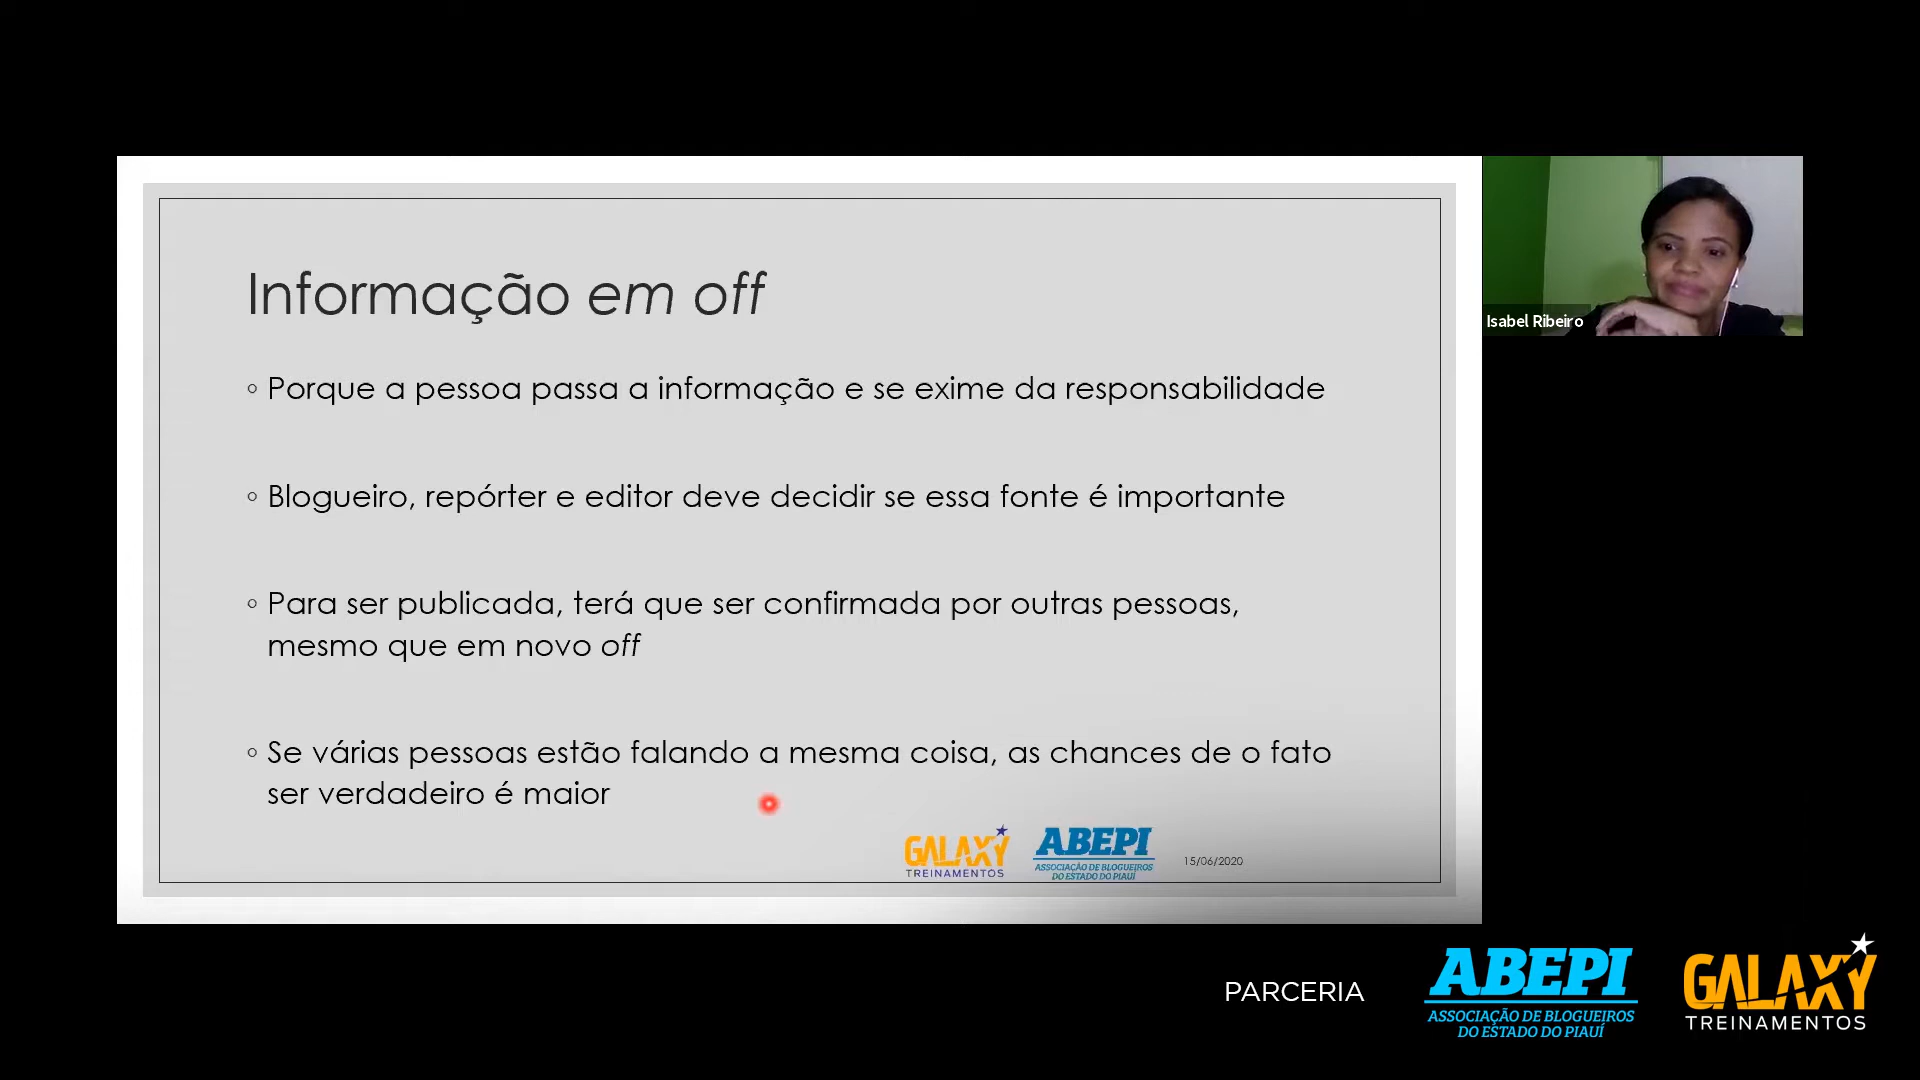 Informação em off
◦ Porque a pessoa passa a informação e se exime da responsabilidade
◦ Blogueiro, repórter e editor deve decidir se essa fonte é importante
◦ Para ser publicada, terá que ser confirmada por outras pessoas,
mesmo que em novo off
◦ Se várias pessoas estão falando a mesma coisa, as chances de o fato
ser verdadeiro é maior
GALAXY
TREINAMENTOS
ABEPI
ASSOCIAÇÃO DE BLOGUEIROS
DO ESTADO DO PIAUÍ
15/06/2020
Isabel Ribeiro
PARCERIA
ABEPI
ASSOCIAÇÃO DE BLOGUEIROS
DO ESTADO DO PIAUÍ
GALAXY
TREINAMENTOS